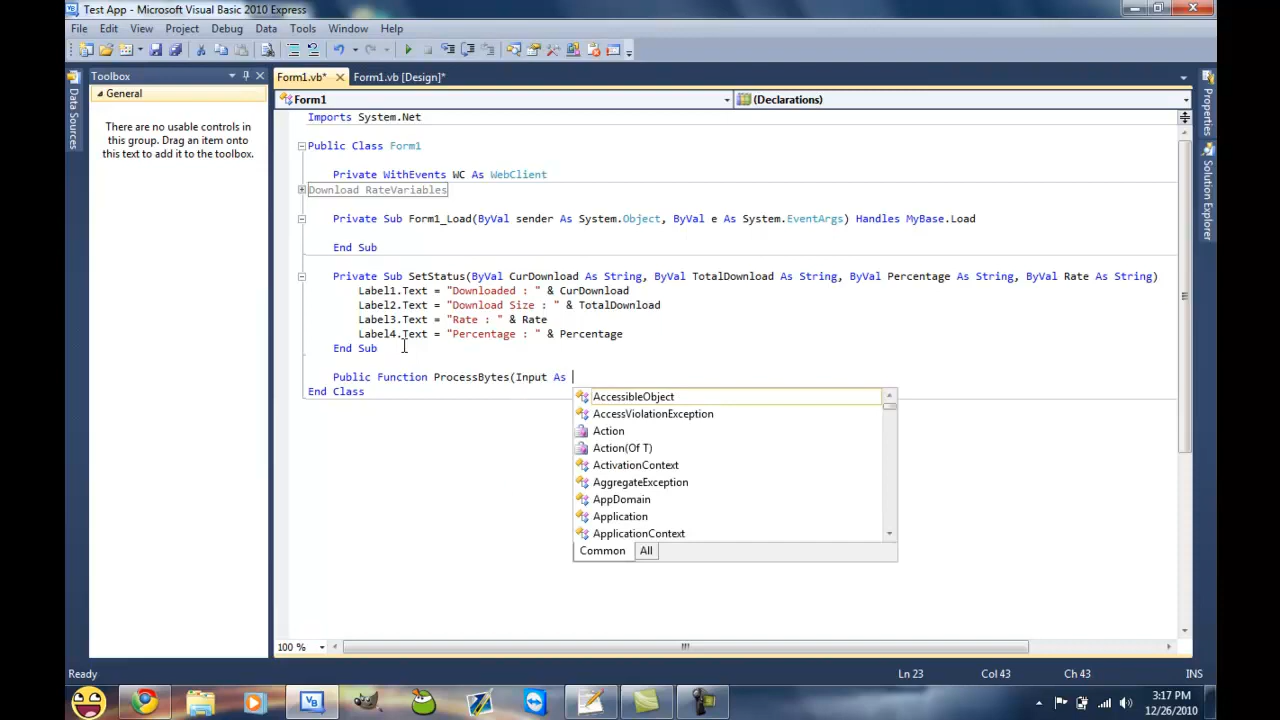 Test App - Microsoft Visual Basic 2010 Express
File Edit View Project Debug Data Tools Window Help
Toolbox
Form1.vb* Form1.vb [Design]*
General
Form1 (Declarations)
There are no usable controls in
this group. Drag an item onto
this text to add it to the toolbox.
Data Sources
Properties
Solution Explorer
Imports System.Net
Public Class Form1
Private WithEvents WC As WebClient
Download RateVariables
Private Sub Form1_Load(ByVal sender As System.Object, ByVal e As System.EventArgs) Handles MyBase.Load
End Sub
Private Sub SetStatus(ByVal CurDownload As String, ByVal TotalDownload As String, ByVal Percentage As String, ByVal Rate As String)
Label1.Text = "Downloaded : " & CurDownload
Label2.Text = "Download Size : " & TotalDownload
Label3.Text = "Rate : " & Rate
Label4.Text = "Percentage : " & Percentage
End Sub
Public Function ProcessBytes(Input As
End Class
AccessibleObject
AccessViolationException
Action
Action(Of T)
ActivationContext
AggregateException
AppDomain
Application
ApplicationContext
Common All
100 %
Ready Ln 23 Col 43 Ch 43 INS
VB
3:17 PM
12/26/2010